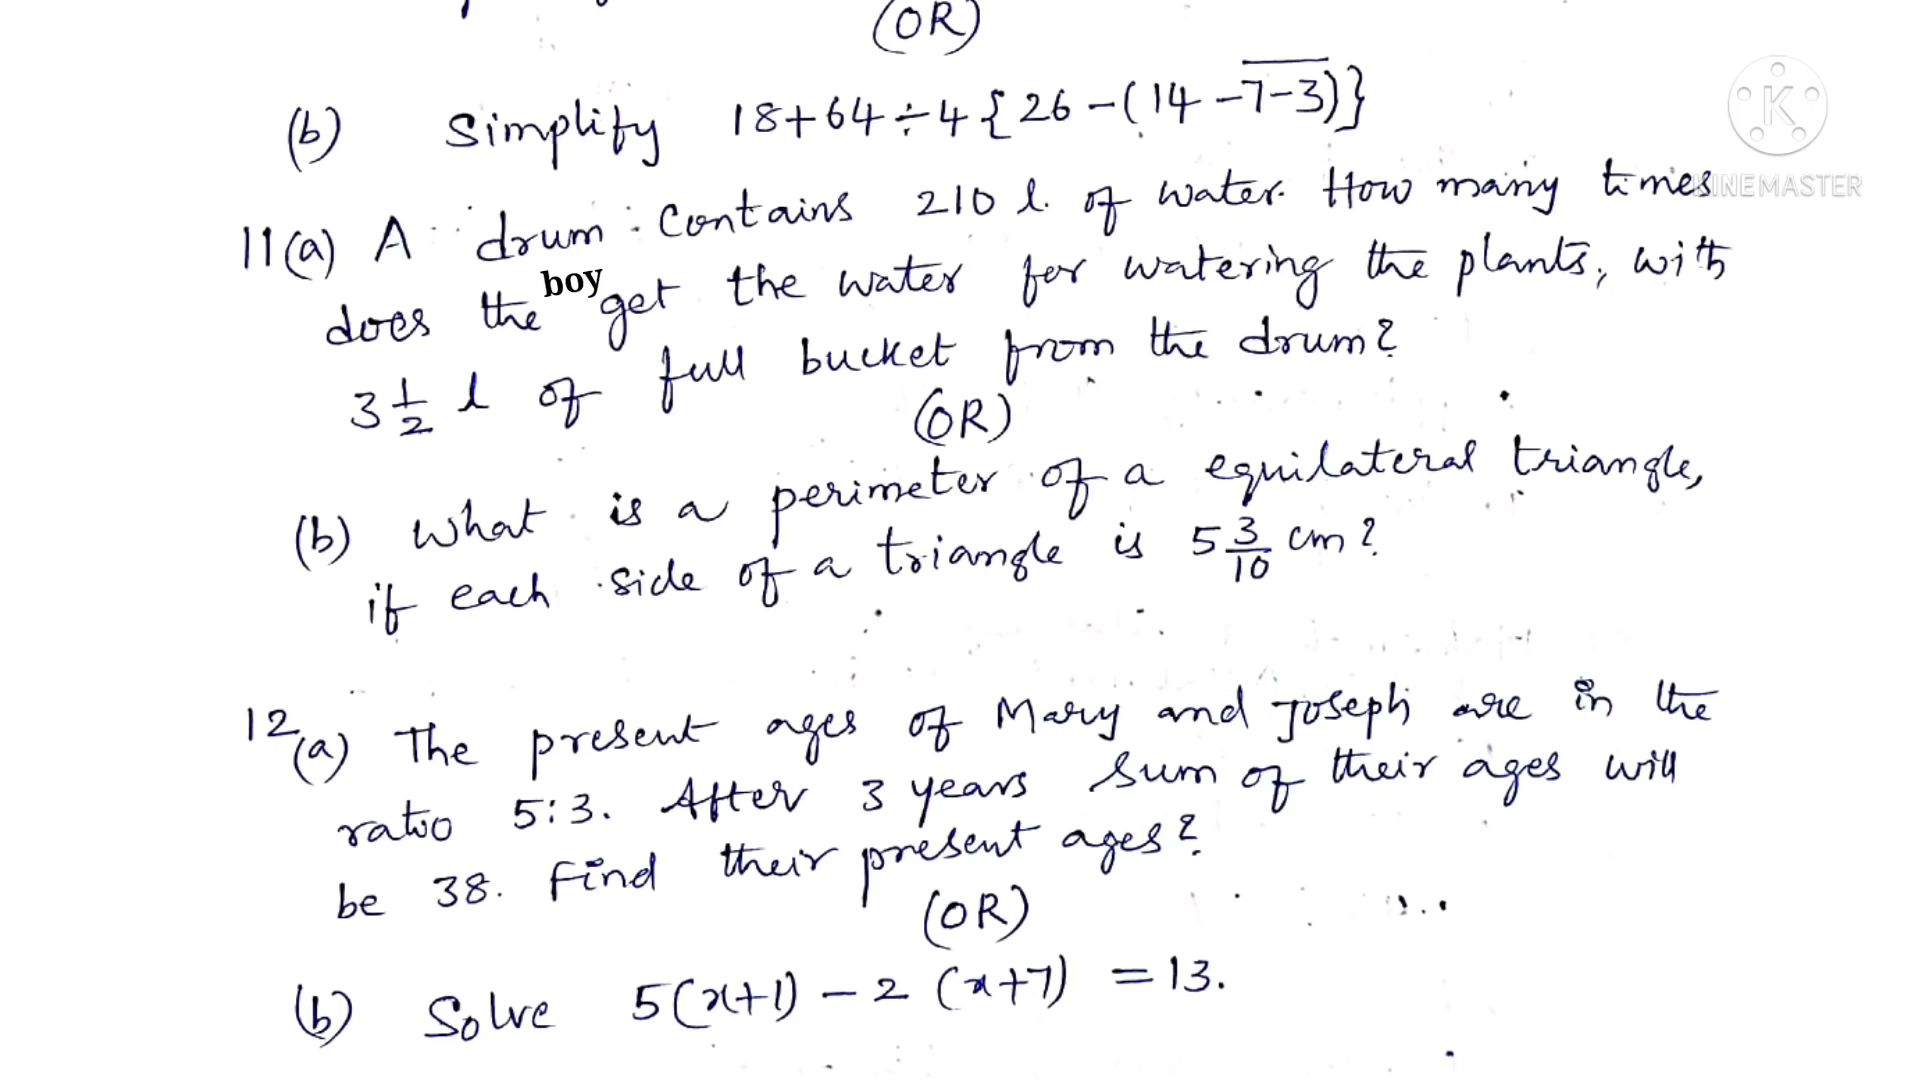 (OR)
(b) Simplify 18+64÷4{26-(14-7̅-̅3̅)}
11(a) A drum contains 210 l. of water. How many times
does the boy get the water for watering the plants, with
3 1/2 l of full bucket from the drum?
(OR)
(b) What is a perimeter of a equilateral triangle,
if each side of a triangle is 5 3/10 cm?
12(a) The present ages of Mary and Joseph are in the
ratio 5:3. After 3 years sum of their ages will
be 38. Find their present ages?
(OR)
(b) Solve 5(x+1) - 2 (x+7) = 13.
K
KINEMASTER